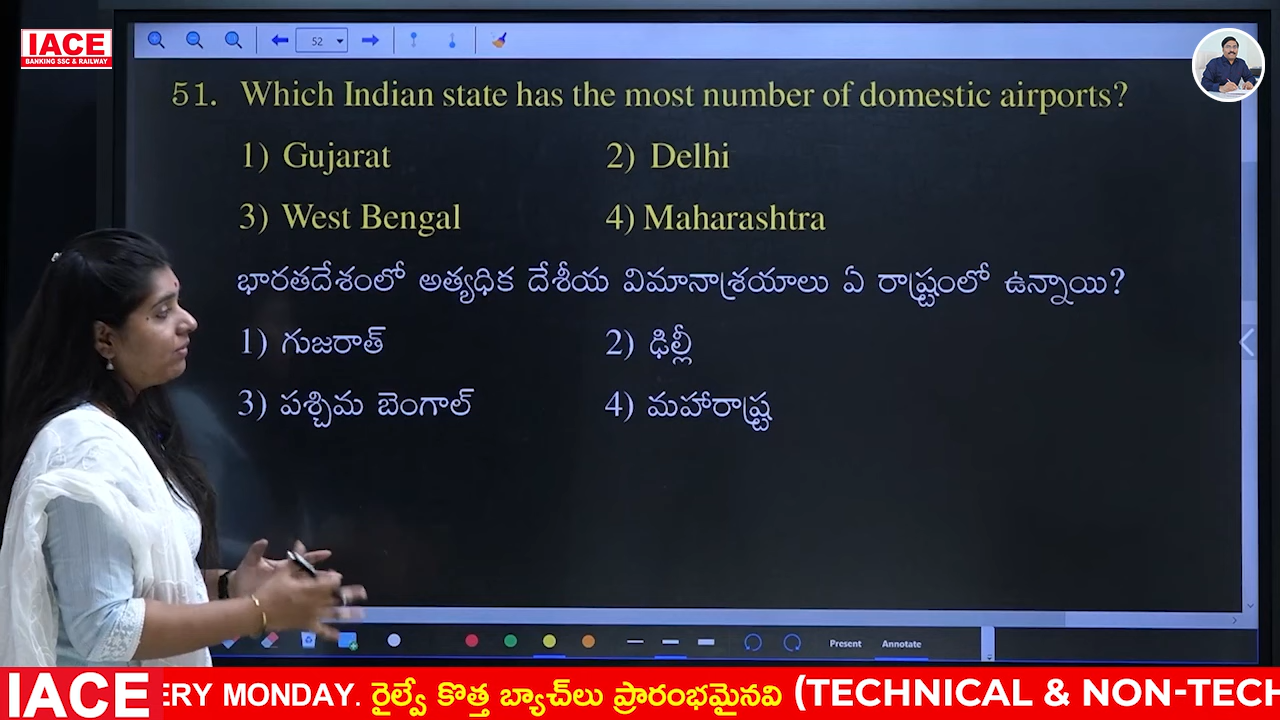 IACE
BANKING SSC & RAILWAY
52
51. Which Indian state has the most number of domestic airports?
1) Gujarat 2) Delhi
3) West Bengal 4) Maharashtra
భారతదేశంలో అత్యధిక దేశీయ విమానాశ్రయాలు ఏ రాష్ట్రంలో ఉన్నాయి?
1) గుజరాత్ 2) ఢిల్లీ
3) పశ్చిమ బెంగాల్ 4) మహారాష్ట్ర
Present Annotate
IACE ERY MONDAY. రైల్వే కొత్త బ్యాచ్‌లు ప్రారంభమైనవి (TECHNICAL & NON-TECH